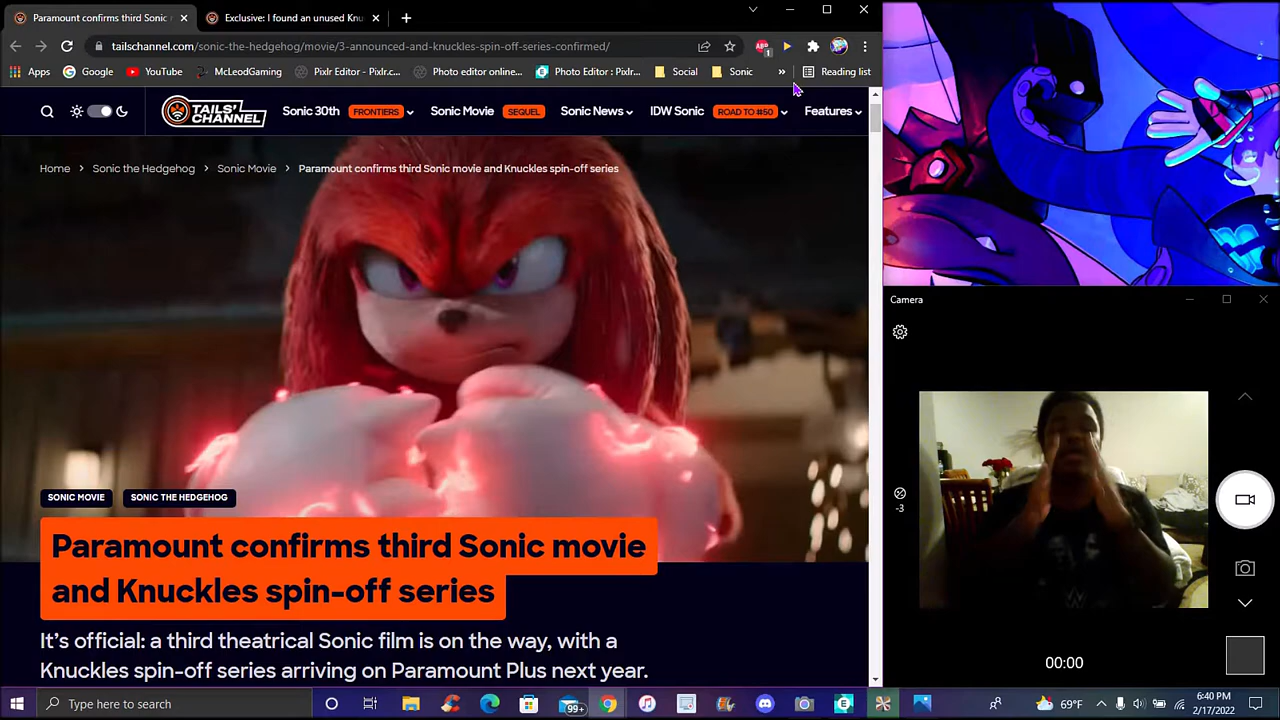 Paramount confirms third Sonic
Exclusive: I found an unused Knu
tailschannel.com/sonic-the-hedgehog/movie/3-announced-and-knuckles-spin-off-series-confirmed/
ABP
1
Apps
Google
YouTube
McLeodGaming
Pixlr Editor - Pixlr.c...
Photo editor online...
Photo Editor : Pixlr...
Social
Sonic
»
Reading list
TAILS'
CHANNEL
Sonic 30th
FRONTIERS
Sonic Movie
SEQUEL
Sonic News
IDW Sonic
ROAD TO #50
Features
Home > Sonic the Hedgehog > Sonic Movie > Paramount confirms third Sonic movie and Knuckles spin-off series
SONIC MOVIE
SONIC THE HEDGEHOG
Paramount confirms third Sonic movie
and Knuckles spin-off series
It's official: a third theatrical Sonic film is on the way, with a
Knuckles spin-off series arriving on Paramount Plus next year.
Camera
-3
W
00:00
Type here to search
99+
69°F
6:40 PM
2/17/2022